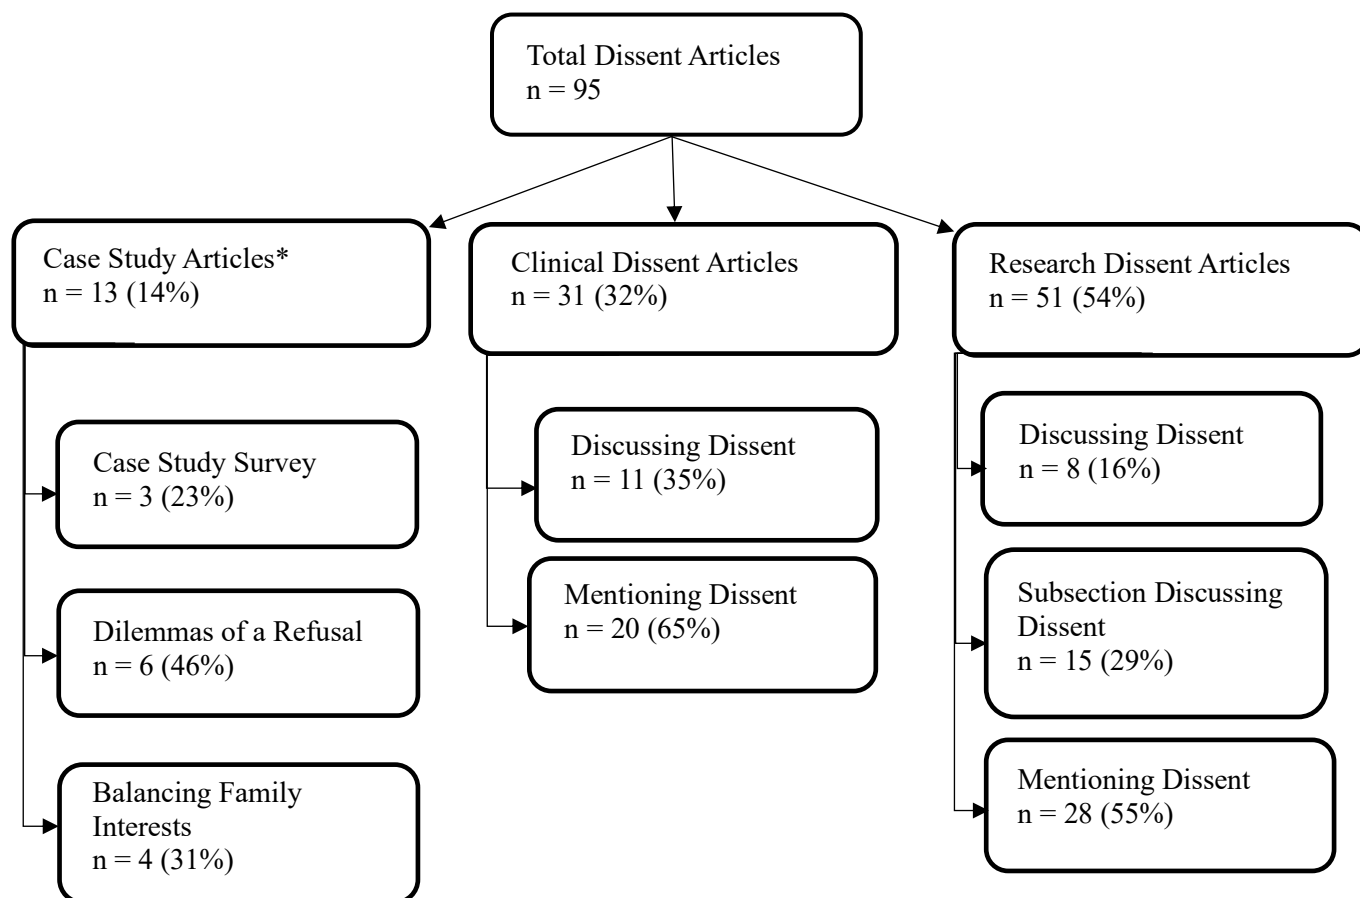 Total Dissent Articles
n = 95
Case Study Articles*
n = 13 (14%)
Clinical Dissent Articles
n = 31 (32%)
Research Dissent Articles
n = 51 (54%)
Case Study Survey
n = 3 (23%)
Dilemmas of a Refusal
n = 6 (46%)
Balancing Family
Interests
n = 4 (31%)
Discussing Dissent
n = 11 (35%)
Mentioning Dissent
n = 20 (65%)
Discussing Dissent
n = 8 (16%)
Subsection Discussing
Dissent
n = 15 (29%)
Mentioning Dissent
n = 28 (55%)